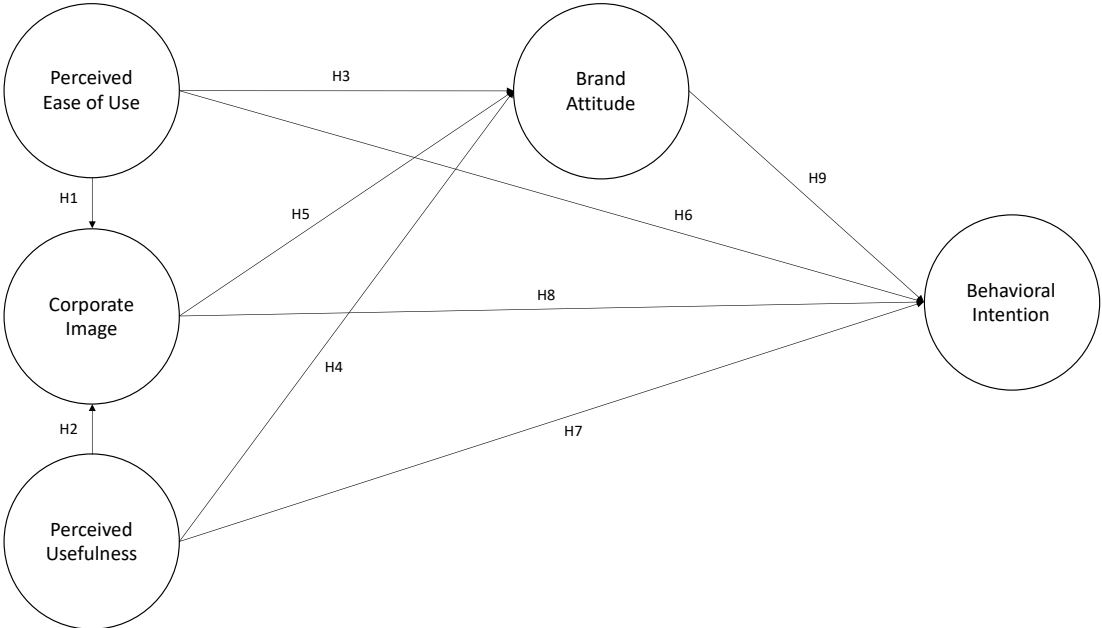 Perceived
Ease of Use
H3
Brand
Attitude
H1
H5
H6
H9
Corporate
Image
H8
Behavioral
Intention
H4
H2
H7
Perceived
Usefulness